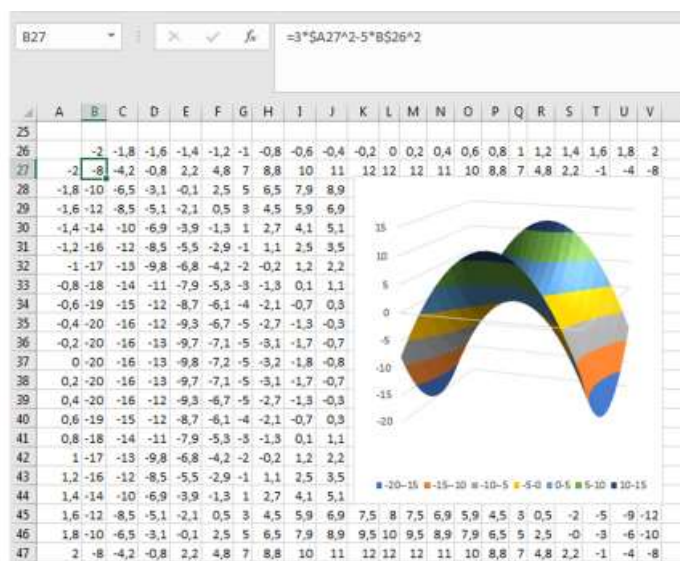 B27 fx =3*$A27^2-5*B$26^2
A B C D E F G H I J K L M N O P Q R S T U V
25
26 -2 -1,8 -1,6 -1,4 -1,2 -1 -0,8 -0,6 -0,4 -0,2 0 0,2 0,4 0,6 0,8 1 1,2 1,4 1,6 1,8 2
27 -2 -8 -4,2 -0,8 2,2 4,8 7 8,8 10 11 12 12 12 11 10 8,8 7 4,8 2,2 -1 -4 -8
28 -1,8 -10 -6,5 -3,1 -0,1 2,5 5 6,5 7,9 8,9
29 -1,6 -12 -8,5 -5,1 -2,1 0,5 3 4,5 5,9 6,9
30 -1,4 -14 -10 -6,9 -3,9 -1,3 1 2,7 4,1 5,1
31 -1,2 -16 -12 -8,5 -5,5 -2,9 -1 1,1 2,5 3,5
32 -1 -17 -13 -9,8 -6,8 -4,2 -2 -0,2 1,2 2,2
33 -0,8 -18 -14 -11 -7,9 -5,3 -3 -1,3 0,1 1,1
34 -0,6 -19 -15 -12 -8,7 -6,1 -4 -2,1 -0,7 0,3
35 -0,4 -20 -16 -12 -9,3 -6,7 -5 -2,7 -1,3 -0,3
36 -0,2 -20 -16 -13 -9,7 -7,1 -5 -3,1 -1,7 -0,7
37 0 -20 -16 -13 -9,8 -7,2 -5 -3,2 -1,8 -0,8
38 0,2 -20 -16 -13 -9,7 -7,1 -5 -3,1 -1,7 -0,7
39 0,4 -20 -16 -12 -9,3 -6,7 -5 -2,7 -1,3 -0,3
40 0,6 -19 -15 -12 -8,7 -6,1 -4 -2,1 -0,7 0,3
41 0,8 -18 -14 -11 -7,9 -5,3 -3 -1,3 0,1 1,1
42 1 -17 -13 -9,8 -6,8 -4,2 -2 -0,2 1,2 2,2
43 1,2 -16 -12 -8,5 -5,5 -2,9 -1 1,1 2,5 3,5
44 1,4 -14 -10 -6,9 -3,9 -1,3 1 2,7 4,1 5,1
45 1,6 -12 -8,5 -5,1 -2,1 0,5 3 4,5 5,9 6,9 7,5 8 7,5 6,9 5,9 4,5 3 0,5 -2 -5 -9 -12
46 1,8 -10 -6,5 -3,1 -0,1 2,5 5 6,5 7,9 8,9 9,5 10 9,5 8,9 7,9 6,5 5 2,5 -0 -3 -6 -10
47 2 -8 -4,2 -0,8 2,2 4,8 7 8,8 10 11 12 12 12 11 10 8,8 7 4,8 2,2 -1 -4 -8
15
10
5
0
-5
-10
-15
-20
-20--15 -15--10 -10--5 -5-0 0-5 5-10 10-15